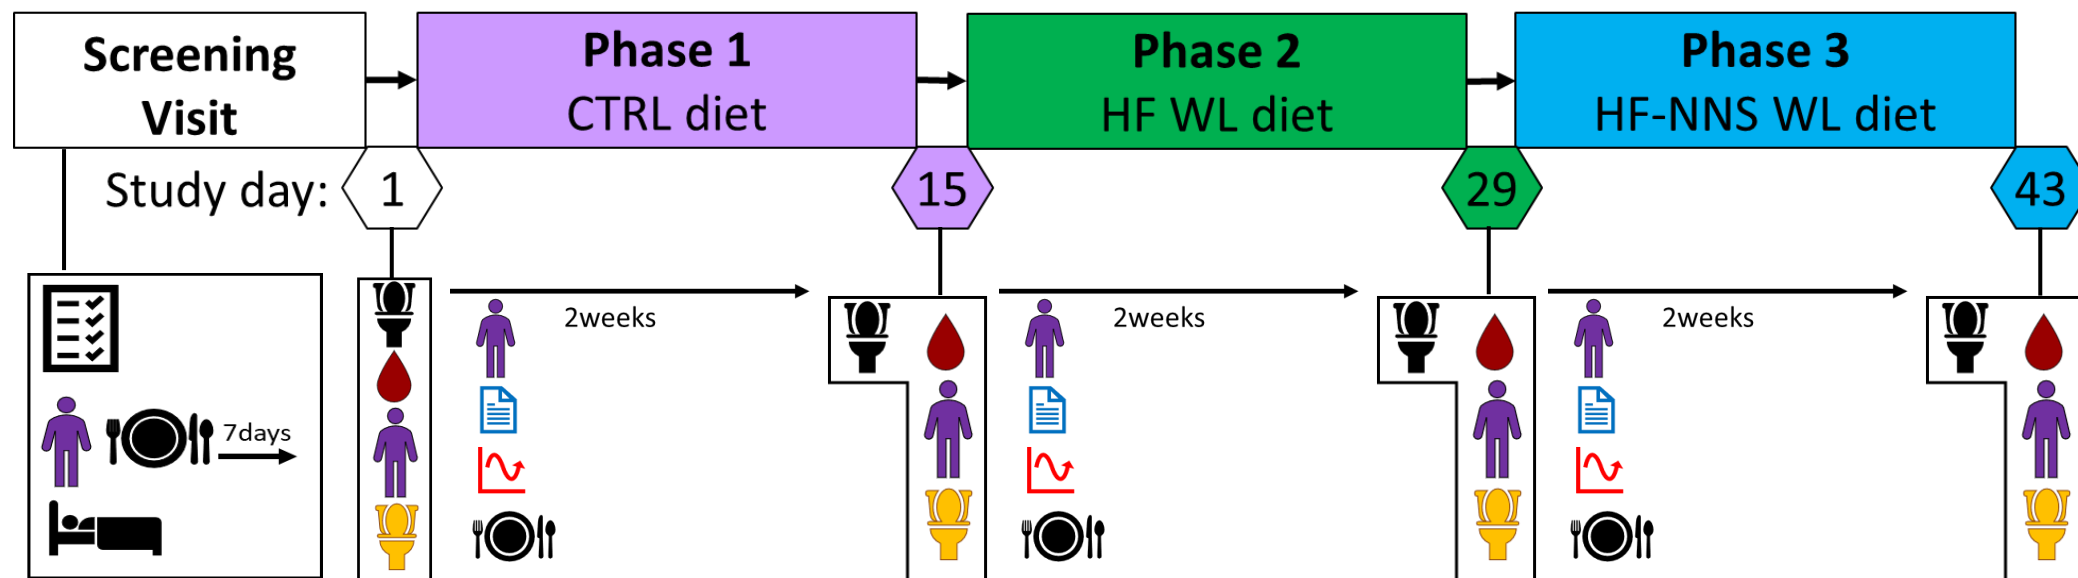 Screening
Visit
Phase 1
CTRL diet
Phase 2
HF WL diet
Phase 3
HF-NNS WL diet
Study day:
1
15
29
43
2weeks
2weeks
2weeks
7days